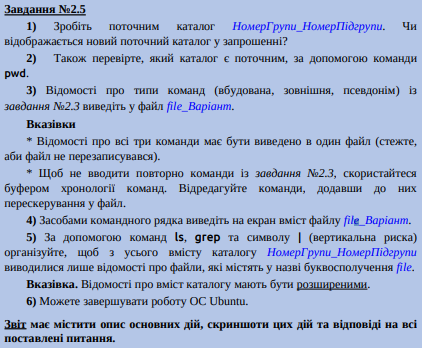 Завдання №2.5
1) Зробіть поточним каталог НомерГрупи_НомерПідгрупи. Чи
відображається новий поточний каталог у запрошенні?
2) Також перевірте, який каталог є поточним, за допомогою команди
pwd.
3) Відомості про типи команд (вбудована, зовнішня, псевдонім) із
завдання №2.3 виведіть у файл file_Варіант.
Вказівки
* Відомості про всі три команди має бути виведено в один файл (стежте,
аби файл не перезаписувався).
* Щоб не вводити повторно команди із завдання №2.3, скористайтеся
буфером хронології команд. Відредагуйте команди, додавши до них
перескерування у файл.
4) Засобами командного рядка виведіть на екран вміст файлу file_Варіант.
5) За допомогою команд ls, grep та символу | (вертикальна риска)
організуйте, щоб з усього вмісту каталогу НомерГрупи_НомерПідгрупи
виводилися лише відомості про файли, які містять у назві буквосполучення file.
Вказівка. Відомості про вміст каталогу мають бути розширеними.
6) Можете завершувати роботу ОС Ubuntu.
Звіт має містити опис основних дій, скриншоти цих дій та відповіді на всі
поставлені питання.